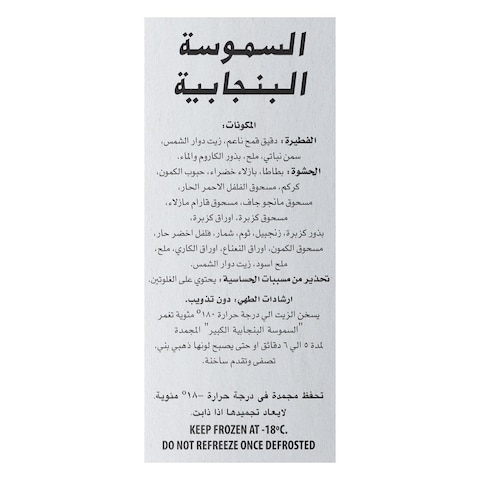 السموسة
البنجابية
المكونات:
الفطيرة: دقيق قمح ناعم، زيت دوار الشمس،
سمن نباتي، ملح، بذور الكاروم والماء.
الحشوة: بطاطا، بازلاء خضراء، حبوب الكمون،
كركم، مسحوق الفلفل الاحمر الحار،
مسحوق مانجو جاف، مسحوق قارام مازلاء،
مسحوق كزبرة، اوراق كزبرة،
بذور كزبرة، زنجبيل، ثوم، شمار، فلفل اخضر حار،
مسحوق الكمون، اوراق النعناع، اوراق الكاري، ملح،
ملح اسود، زيت دوار الشمس.
تحذير من مسببات الحساسية: يحتوي على الغلوتين.
ارشادات الطهي: دون تذويب.
يسخن الزيت الي درجة حرارة ١٨٠º مئوية تغمر
"السموسة البنجابية الكبير" المجمدة
لمدة ٥ الي ٦ دقائق او حتى يصبح لونها ذهبي بني.
تصفى وتقدم ساخنة.
تحفظ مجمدة فى درجة حرارة –١٨º مئوية.
لايعاد تجميدها اذا ذابت.
KEEP FROZEN AT -18ºC.
DO NOT REFREEZE ONCE DEFROSTED